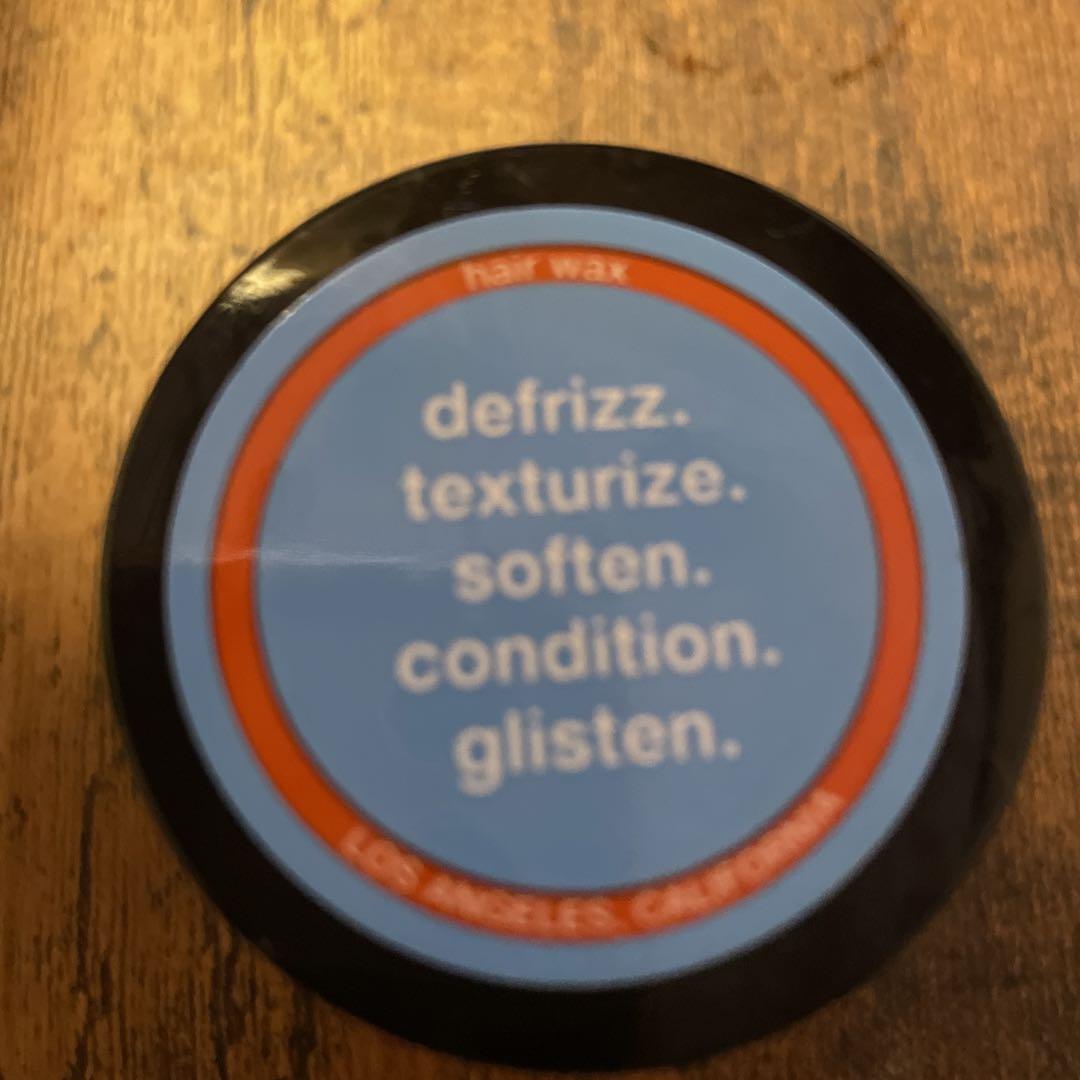 hair wax
defrizz.
texturize.
soften.
condition.
glisten.
LOS ANGELES, CALIFORNIA